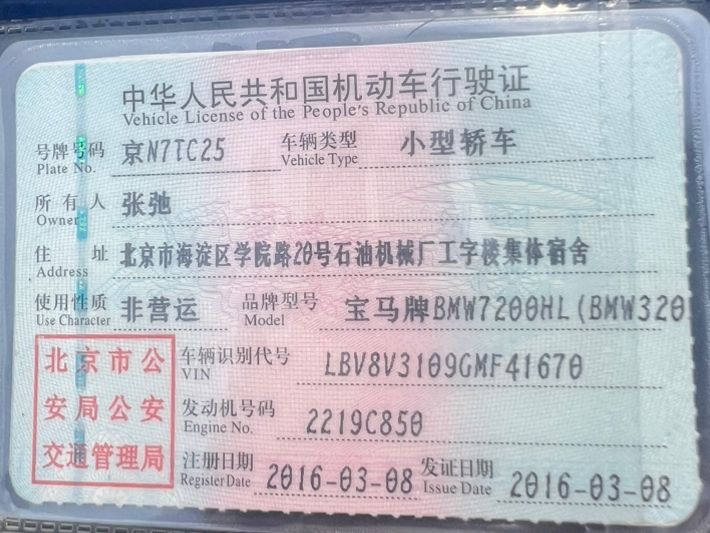 中华人民共和国机动车行驶证
Vehicle License of the People's Republic of China
号牌号码 京N7TC25 车辆类型 小型轿车
Plate No. Vehicle Type
所有人 张弛
Owner
住址 北京市海淀区学院路20号石油机械厂工字楼集体宿舍
Address
使用性质 非营运 品牌型号 宝马牌BMW7200HL(BMW320
Use Character Model
北京市公
安局公安
交通管理局
车辆识别代号 LBV8V3109GMF41670
VIN
发动机号码 2219C850
Engine No.
注册日期 2016-03-08 发证日期 2016-03-08
Register Date Issue Date